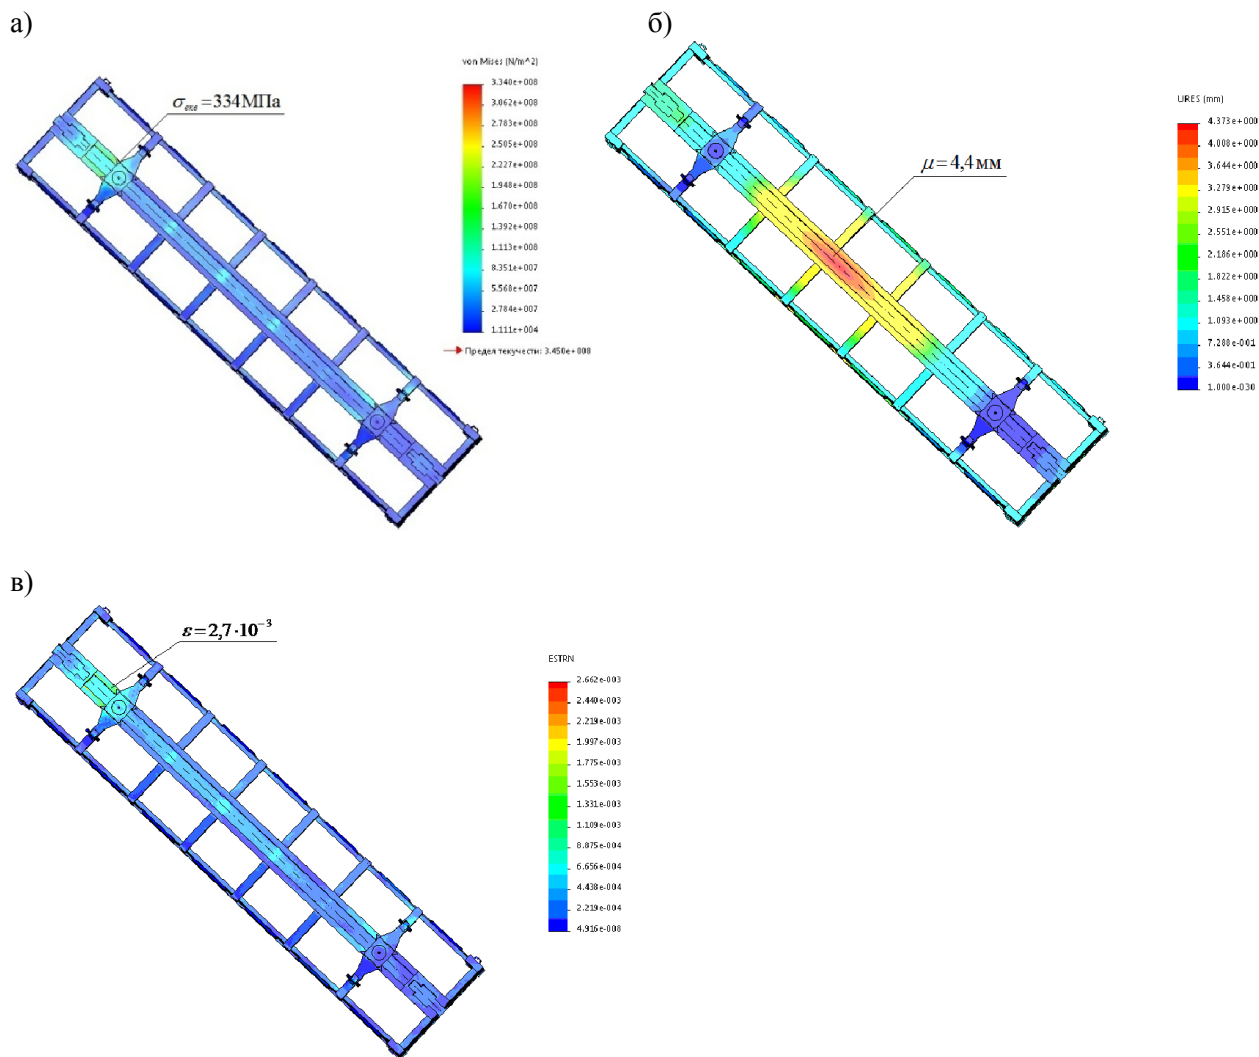 а)
von Mises (N/m^2)
σэкв=334МПа
3.340e+008
3.062e+008
2.783e+008
2.505e+008
2.227e+008
1.948e+008
1.670e+008
1.392e+008
1.113e+008
8.351e+007
5.568e+007
2.784e+007
1.111e+004
Предел текучести: 3.450e+008
б)
URES (mm)
μ=4,4мм
4.373e+000
4.008e+000
3.644e+000
3.279e+000
2.915e+000
2.551e+000
2.186e+000
1.822e+000
1.458e+000
1.093e+000
7.288e-001
3.644e-001
1.000e-030
в)
ε=2,7·10⁻³
ESTRN
2.662e-003
2.440e-003
2.219e-003
1.997e-003
1.775e-003
1.553e-003
1.331e-003
1.109e-003
8.875e-004
6.656e-004
4.438e-004
2.219e-004
4.916e-008